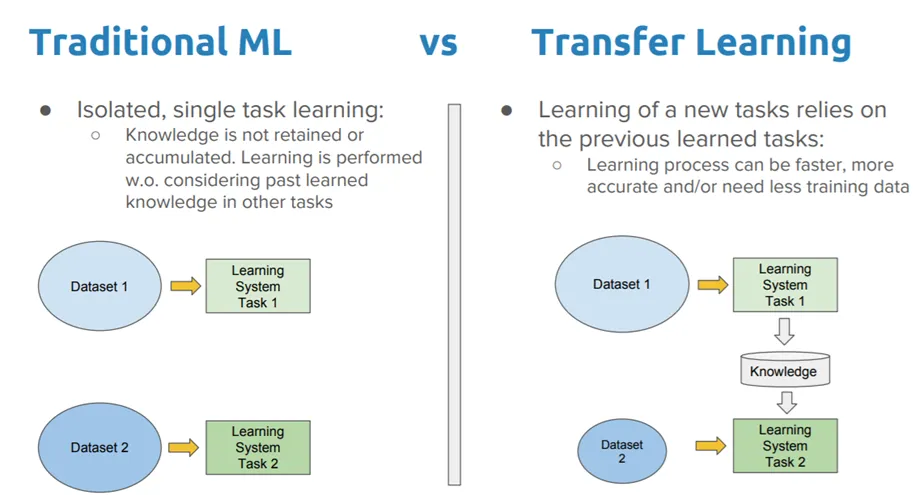 Traditional ML vs Transfer Learning
● Isolated, single task learning:
○ Knowledge is not retained or
accumulated. Learning is performed
w.o. considering past learned
knowledge in other tasks
Dataset 1
Learning
System
Task 1
Dataset 2
Learning
System
Task 2
● Learning of a new tasks relies on
the previous learned tasks:
○ Learning process can be faster, more
accurate and/or need less training data
Dataset 1
Learning
System
Task 1
Knowledge
Dataset
2
Learning
System
Task 2